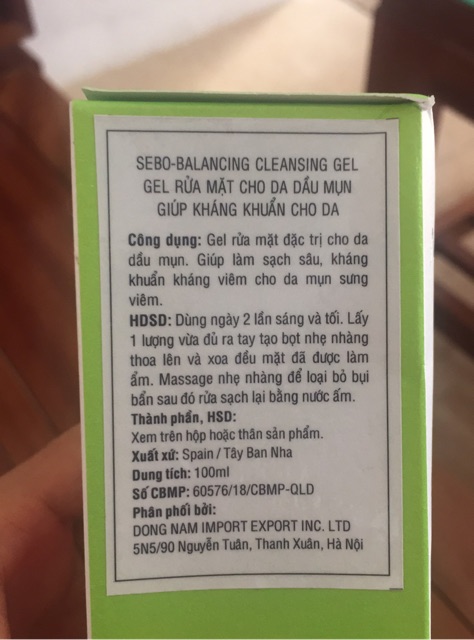 SEBO-BALANCING CLEANSING GEL
GEL RỬA MẶT CHO DA DẦU MỤN
GIÚP KHÁNG KHUẨN CHO DA
Công dụng: Gel rửa mặt đặc trị cho da
dầu mụn. Giúp làm sạch sâu, kháng
khuẩn kháng viêm cho da mụn sưng
viêm.
HDSD: Dùng ngày 2 lần sáng và tối. Lấy
1 lượng vừa đủ ra tay tạo bọt nhẹ nhàng
thoa lên và xoa đều mặt đã được làm
ẩm. Massage nhẹ nhàng để loại bỏ bụi
bẩn sau đó rửa sạch lại bằng nước ấm.
Thành phần, HSD:
Xem trên hộp hoặc thân sản phẩm.
Xuất xứ: Spain / Tây Ban Nha
Dung tích: 100ml
Số CBMP: 60576/18/CBMP-QLD
Phân phối bởi:
DONG NAM IMPORT EXPORT INC. LTD
5N5/90 Nguyễn Tuân, Thanh Xuân, Hà Nội